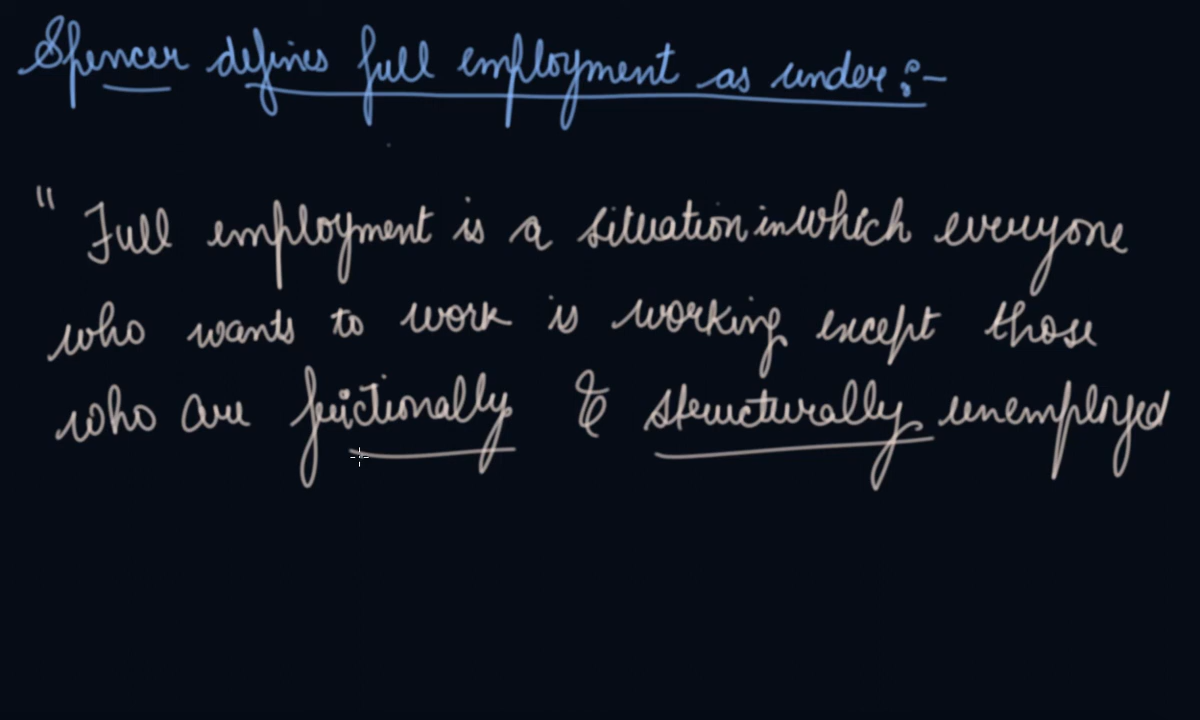 Spencer defines full employment as under :-
" Full employment is a situation in which everyone
who wants to work is working except those
who are frictionally & structurally unemployed